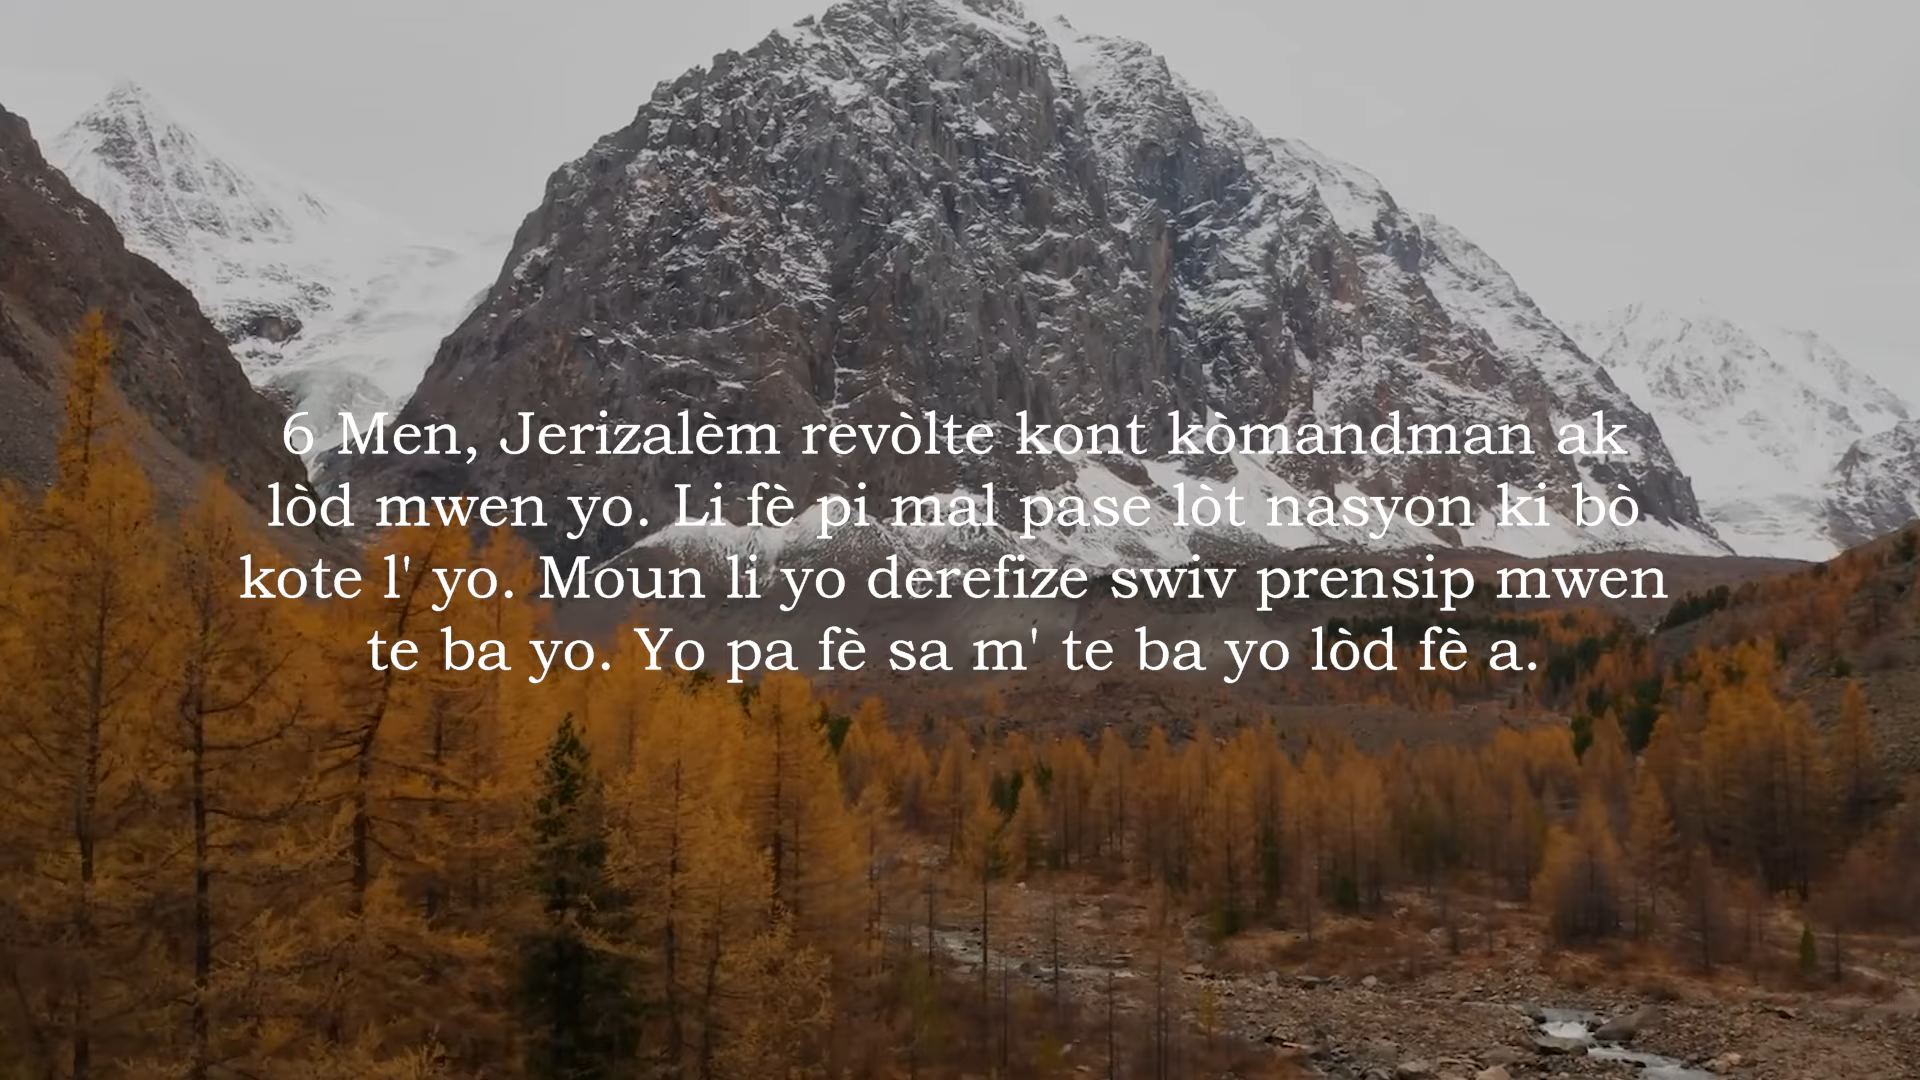 6 Men, Jerizalèm revòlte kont kòmandman ak
lòd mwen yo. Li fè pi mal pase lòt nasyon ki bò
kote l' yo. Moun li yo derefize swiv prensip mwen
te ba yo. Yo pa fè sa m' te ba yo lòd fè a.